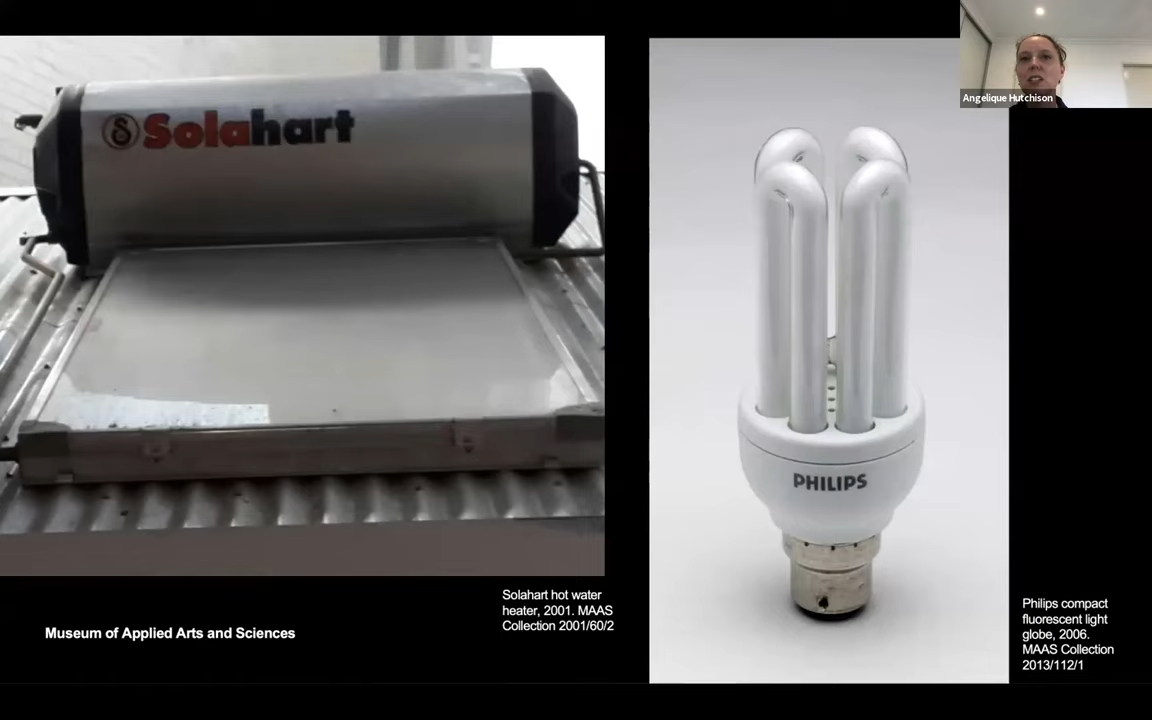 Solahart
Angelique Hutchison
PHILIPS
Solahart hot water
heater, 2001. MAAS
Collection 2001/60/2
Museum of Applied Arts and Sciences
Philips compact
fluorescent light
globe, 2006.
MAAS Collection
2013/112/1